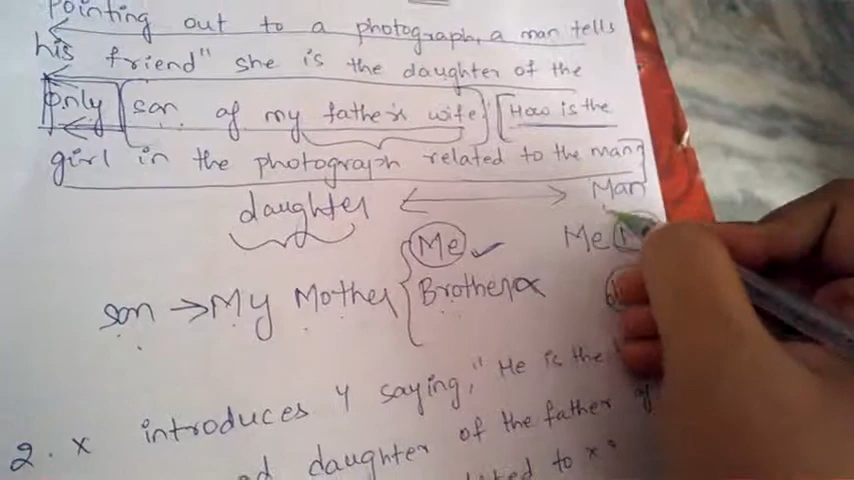 Pointing out to a photograph, a man tells
his friend" she is the daughter of the
only son of my father's wife" How is the
girl in the photograph related to the man
daughter Man
Me ✓ Me
son → My Mother Brother ×
2. X introduces Y saying, "He is the
daughter of the father of
to X.